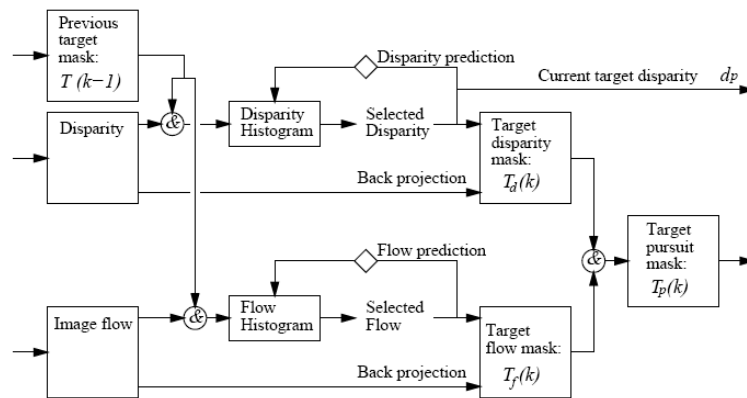 Previous
target
mask:
T (k−1)
Disparity prediction
Current target disparity dp
Disparity
&
Disparity
Histogram
Selected
Disparity
Target
disparity
mask:
Td(k)
Back projection
Target
pursuit
mask:
Tp(k)
&
Flow prediction
Image flow
&
Flow
Histogram
Selected
Flow
Target
flow mask:
Tf(k)
Back projection